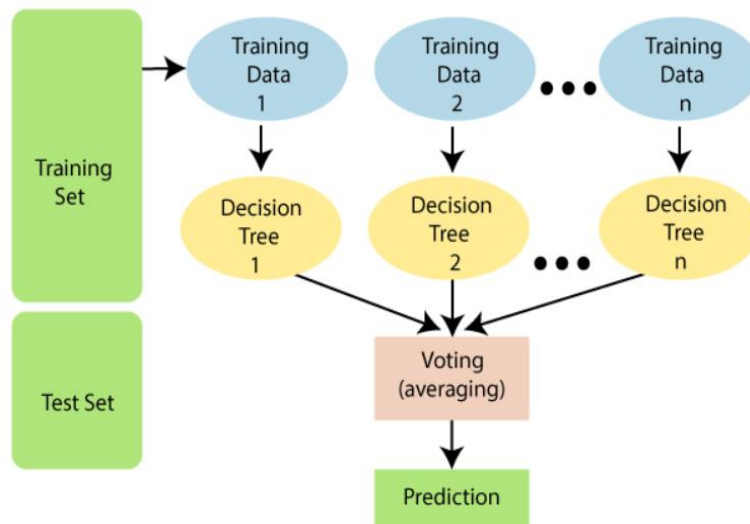 Training
Data
1
Training
Data
2
Training
Data
n
Training
Set
Decision
Tree
1
Decision
Tree
2
Decision
Tree
n
Voting
(averaging)
Test Set
Prediction